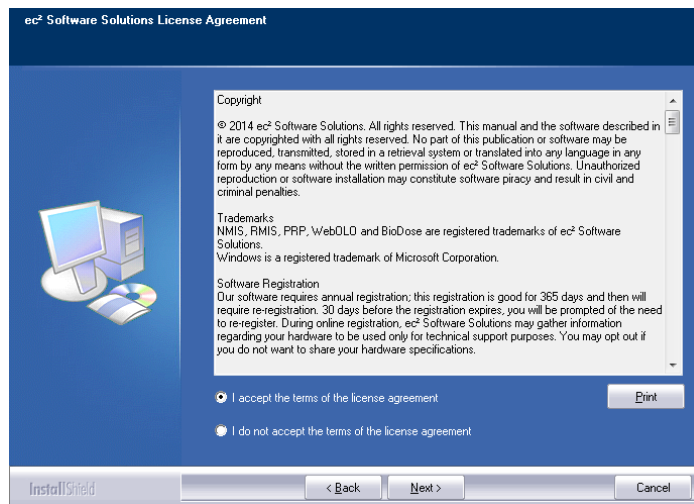 ec² Software Solutions License Agreement
Copyright
© 2014 ec² Software Solutions. All rights reserved. This manual and the software described in
it are copyrighted with all rights reserved. No part of this publication or software may be
reproduced, transmitted, stored in a retrieval system or translated into any language in any
form by any means without the written permission of ec² Software Solutions. Unauthorized
reproduction or software installation may constitute software piracy and result in civil and
criminal penalties.
Trademarks
NMIS, RMIS, PRP, WebOLO and BioDose are registered trademarks of ec² Software
Solutions.
Windows is a registered trademark of Microsoft Corporation.
Software Registration
Our software requires annual registration; this registration is good for 365 days and then will
require re-registration. 30 days before the registration expires, you will be prompted of the need
to re-register. During online registration, ec² Software Solutions may gather information
regarding your hardware to be used only for technical support purposes. You may opt out if
you do not want to share your hardware specifications.
I accept the terms of the license agreement
Print
I do not accept the terms of the license agreement
InstallShield
< Back
Next >
Cancel